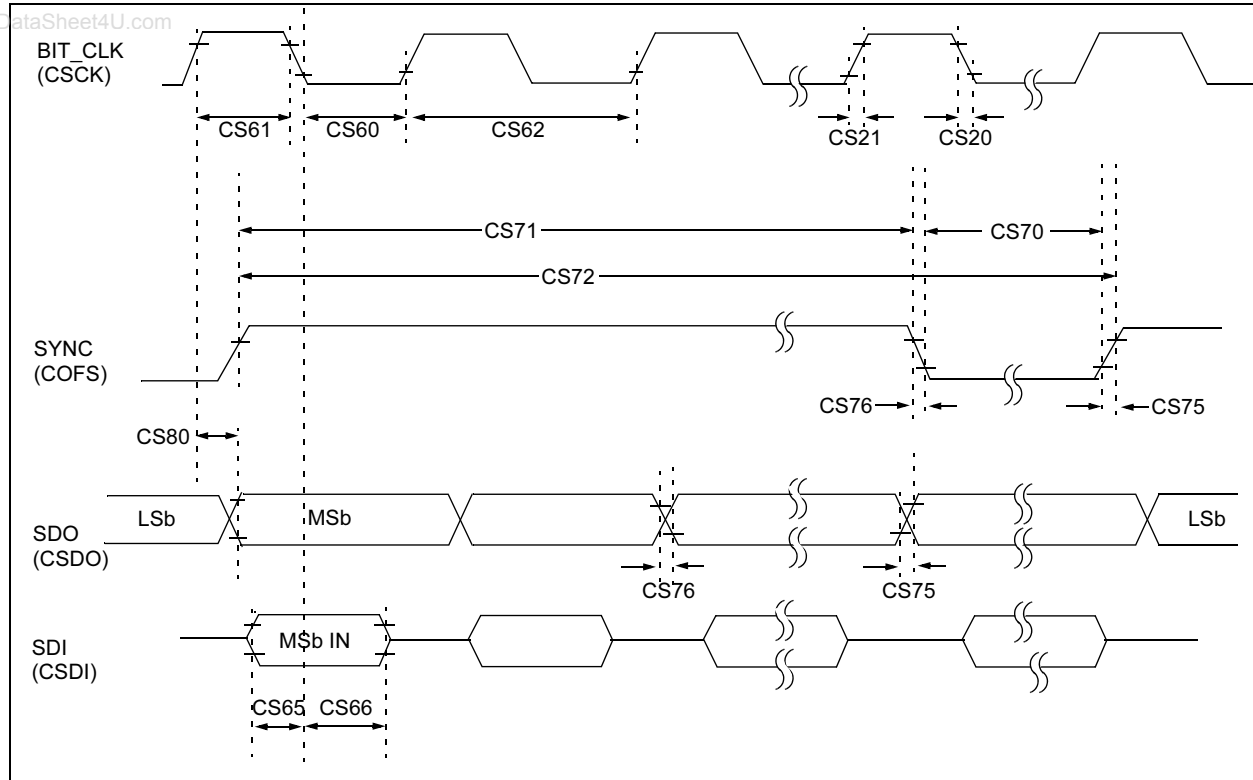 DataSheet4U.com
BIT_CLK
(CSCK)
CS61
CS60
CS62
CS21
CS20
CS71
CS70
CS72
SYNC
(COFS)
CS76
CS75
CS80
LSb
MSb
LSb
SDO
(CSDO)
CS76
CS75
MSb IN
SDI
(CSDI)
CS65
CS66